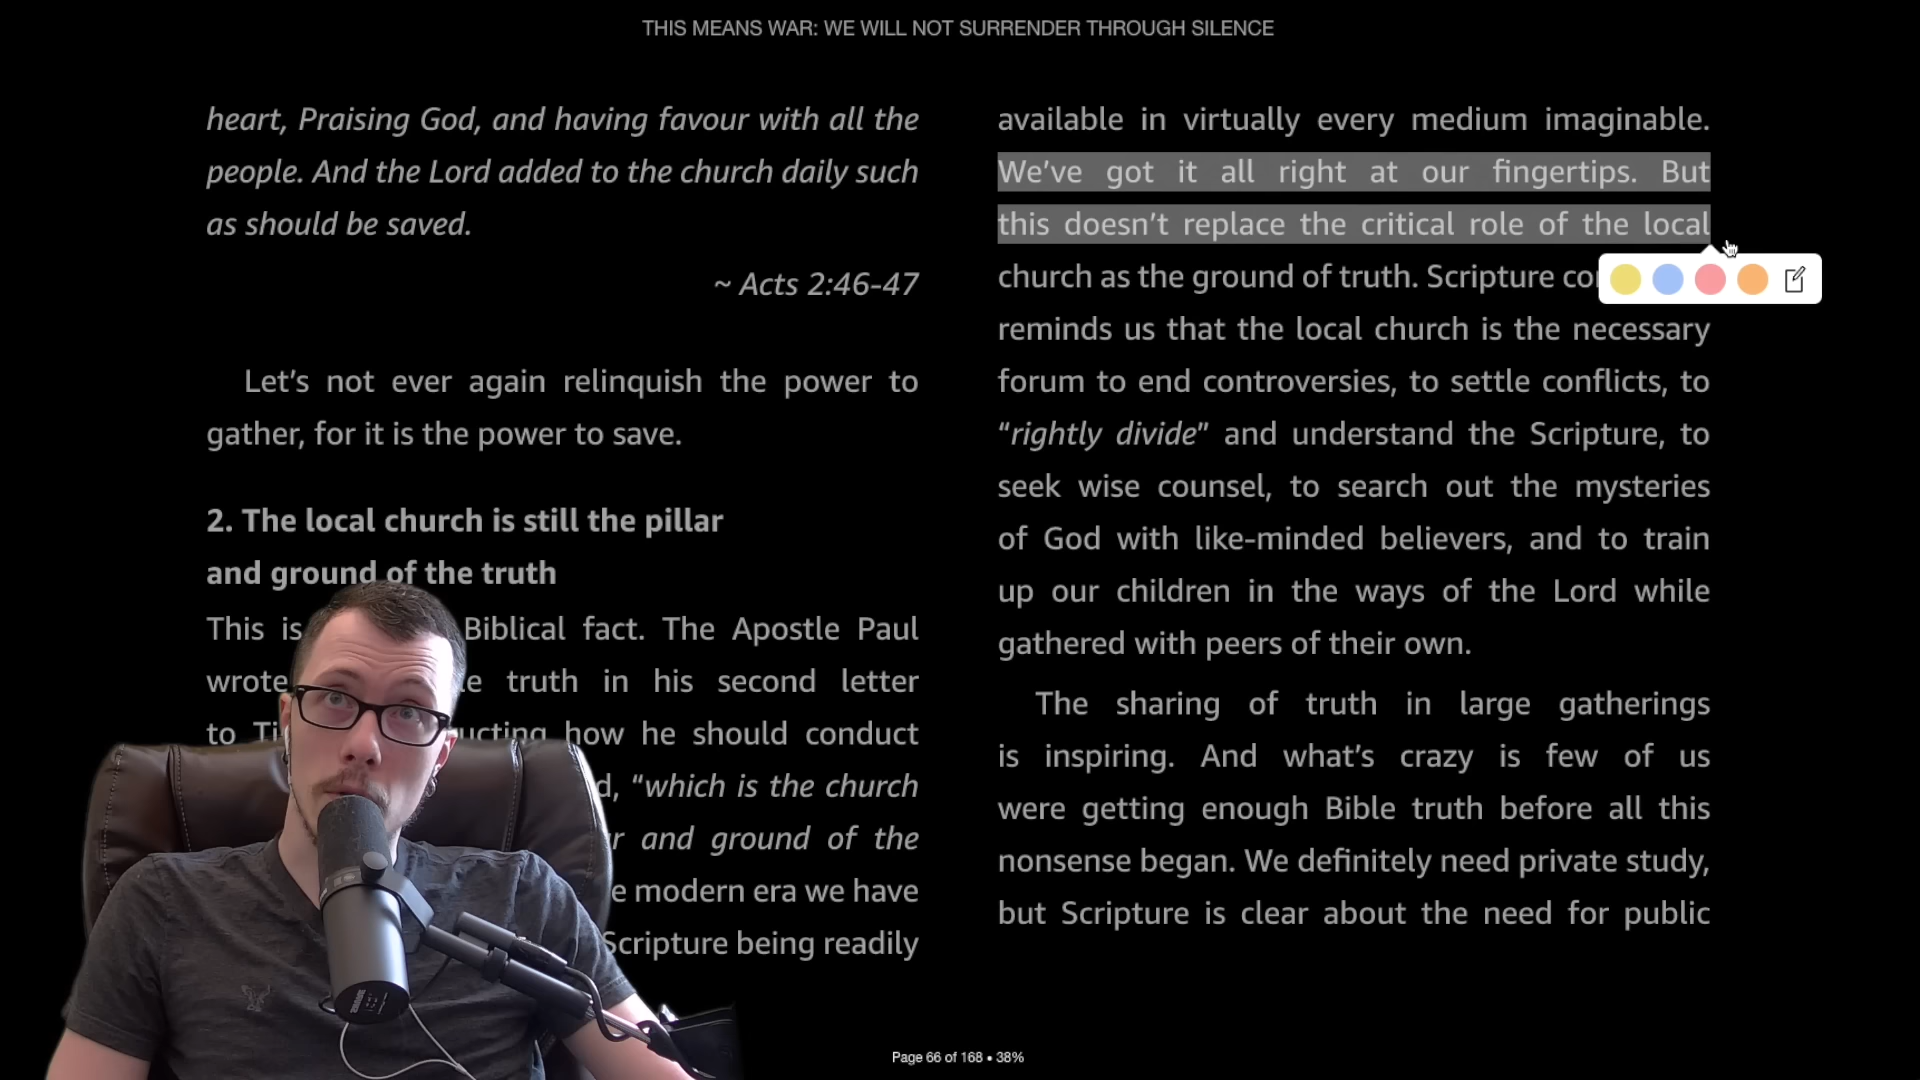 THIS MEANS WAR: WE WILL NOT SURRENDER THROUGH SILENCE
heart, Praising God, and having favour with all the
people. And the Lord added to the church daily such
as should be saved.
~ Acts 2:46-47
Let’s not ever again relinquish the power to
gather, for it is the power to save.
2. The local church is still the pillar
and ground of the truth
This is Biblical fact. The Apostle Paul
wrote truth in his second letter
to how he should conduct
“which is the church
and ground of the
modern era we have
Scripture being readily
available in virtually every medium imaginable.
We’ve got it all right at our fingertips. But
this doesn’t replace the critical role of the local
church as the ground of truth. Scripture
reminds us that the local church is the necessary
forum to end controversies, to settle conflicts, to
“rightly divide” and understand the Scripture, to
seek wise counsel, to search out the mysteries
of God with like-minded believers, and to train
up our children in the ways of the Lord while
gathered with peers of their own.
The sharing of truth in large gatherings
is inspiring. And what’s crazy is few of us
were getting enough Bible truth before all this
nonsense began. We definitely need private study,
but Scripture is clear about the need for public
Page 66 of 168 • 38%